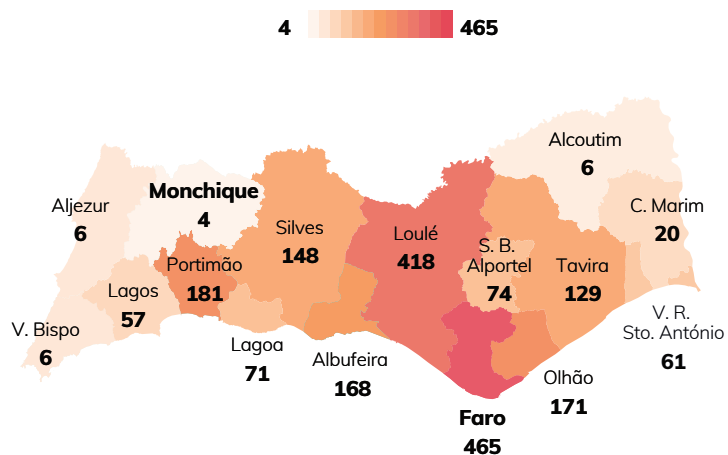 4 465
Alcoutim
6
Monchique
4
Aljezur
6
C. Marim
20
Silves
148
Loulé
418
S. B.
Alportel
74
Tavira
129
Portimão
181
Lagos
57
V. Bispo
6
V. R.
Sto. António
61
Lagoa
71
Albufeira
168
Olhão
171
Faro
465